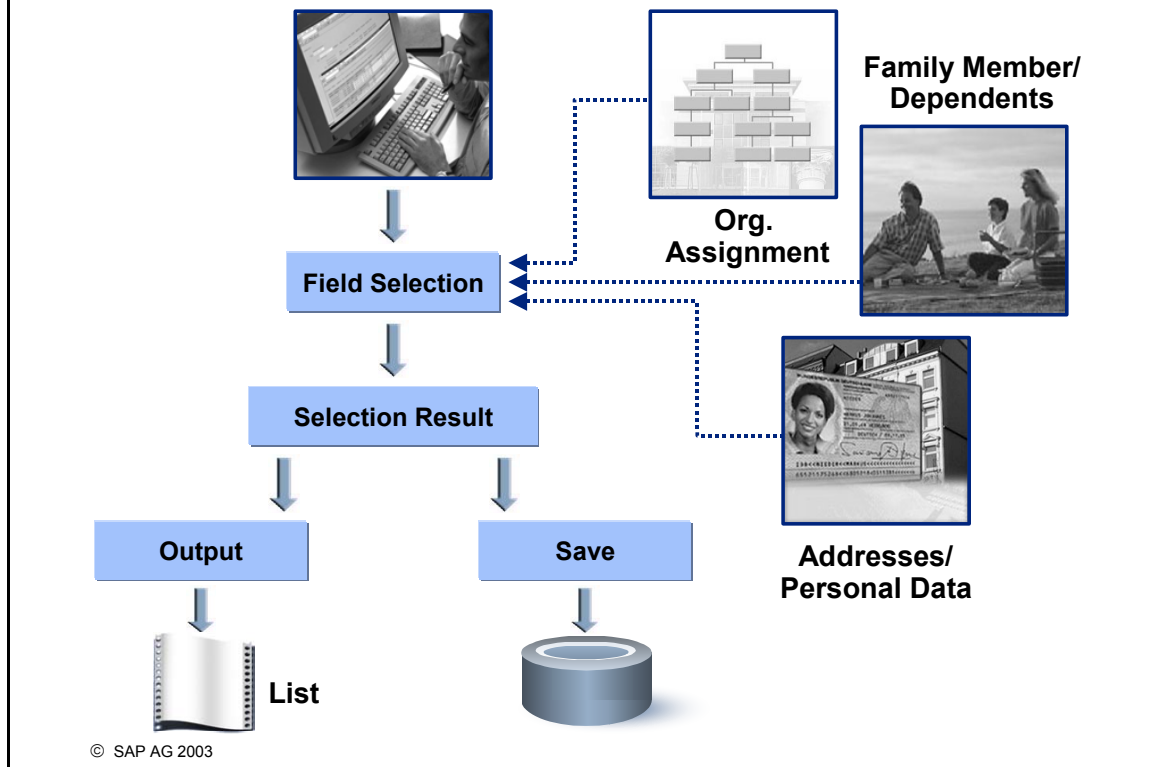 Family Member/
Dependents
Org.
Assignment
Field Selection
Selection Result
Output
Save
Addresses/
Personal Data
List
© SAP AG 2003